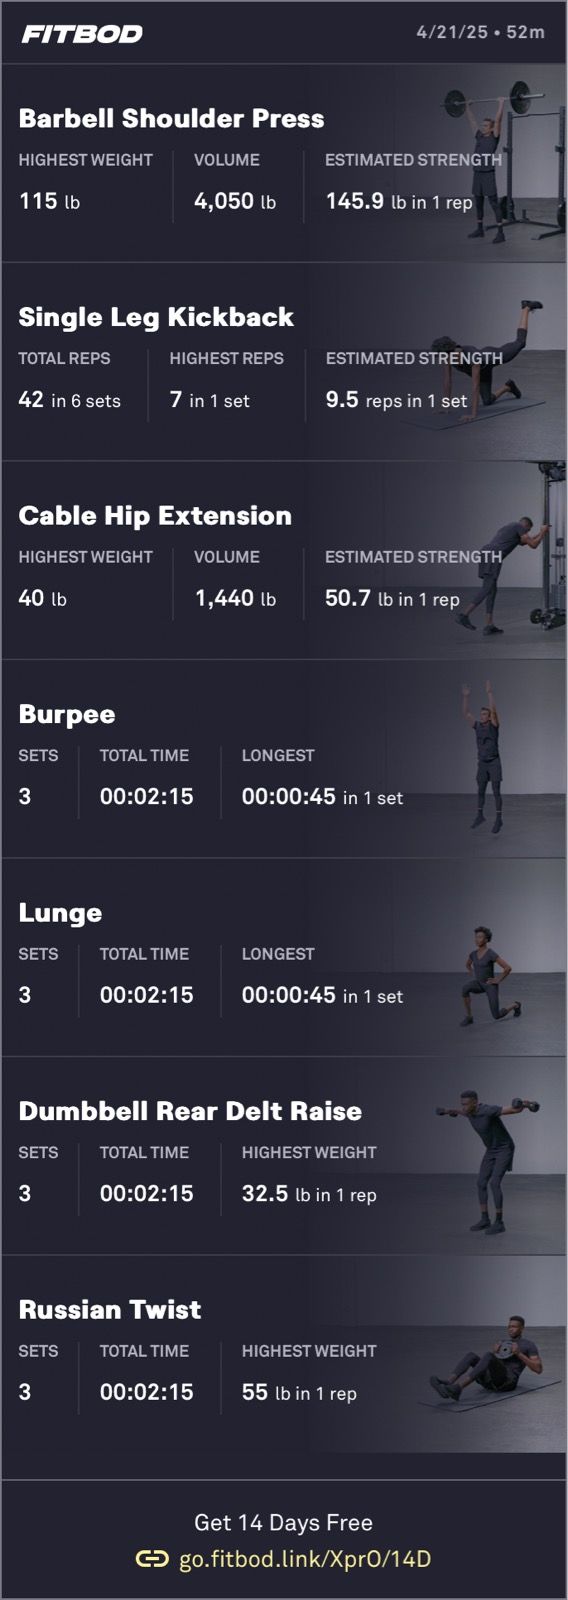 FITBOD 4/21/25 • 52m
Barbell Shoulder Press
HIGHEST WEIGHT VOLUME ESTIMATED STRENGTH
115 lb 4,050 lb 145.9 lb in 1 rep
Single Leg Kickback
TOTAL REPS HIGHEST REPS ESTIMATED STRENGTH
42 in 6 sets 7 in 1 set 9.5 reps in 1 set
Cable Hip Extension
HIGHEST WEIGHT VOLUME ESTIMATED STRENGTH
40 lb 1,440 lb 50.7 lb in 1 rep
Burpee
SETS TOTAL TIME LONGEST
3 00:02:15 00:00:45 in 1 set
Lunge
SETS TOTAL TIME LONGEST
3 00:02:15 00:00:45 in 1 set
Dumbbell Rear Delt Raise
SETS TOTAL TIME HIGHEST WEIGHT
3 00:02:15 32.5 lb in 1 rep
Russian Twist
SETS TOTAL TIME HIGHEST WEIGHT
3 00:02:15 55 lb in 1 rep
Get 14 Days Free
go.fitbod.link/XprO/14D